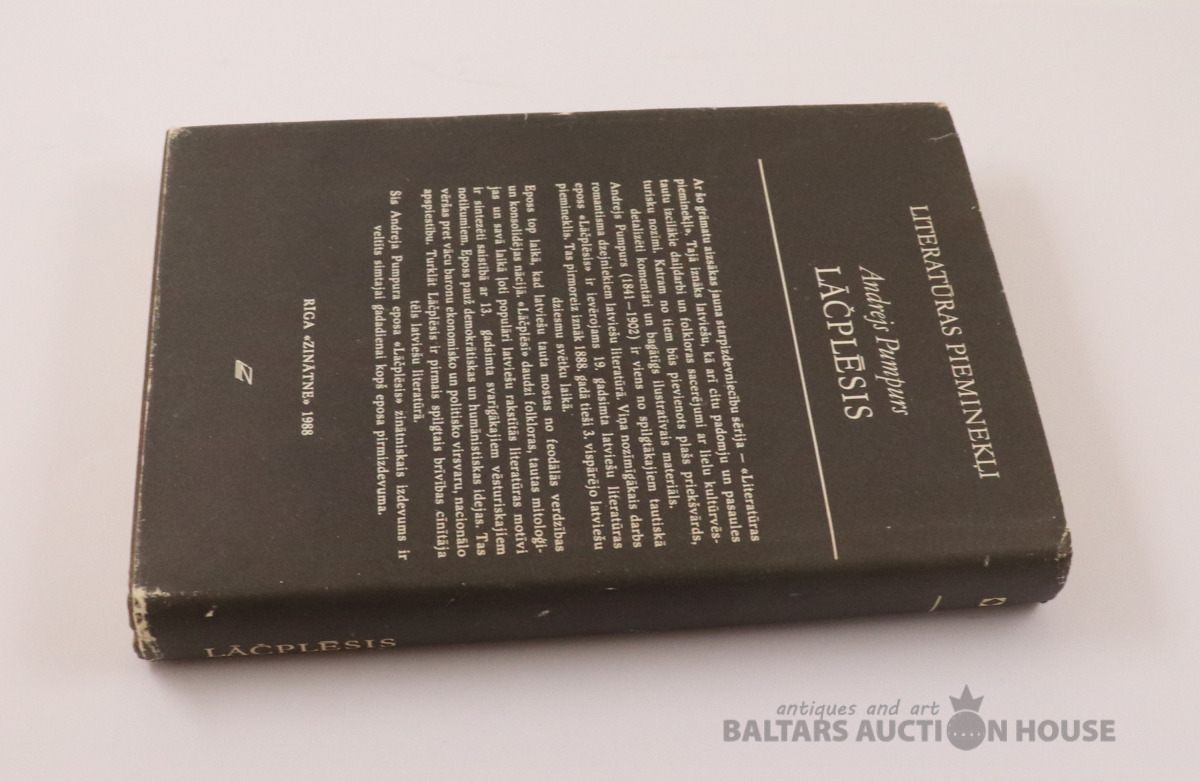 LITERATŪRAS PIEMINEKĻI
Andrejs Pumpurs
LĀČPLĒSIS
Ar šo grāmatu aizsākas jauna starpizdevniecību sērija — «Literatūras
pieminekļi». Tajā iznāks latviešu, kā arī citu padomju un pasaules
tautu izcilākie daiļdarbi un folkloras sacerējumi ar lielu kultūrvēs-
turisku nozīmi. Katram no tiem būs pievienots plašs priekšvārds,
detalizēti komentāri un bagātīgs ilustratīvais materiāls.
Andrejs Pumpurs (1841—1902) ir viens no spilgtākajiem tautiskā
romantisma dzejniekiem latviešu literatūrā. Viņa nozīmīgākais darbs
eposs «Lāčplēsis» ir ievērojams 19. gadsimta latviešu literatūras
piemineklis. Tas pirmoreiz iznāk 1888. gadā tieši 3. vispārējo latviešu
dziesmu svētku laikā.
Eposs top laikā, kad latviešu tauta mostas no feodālās verdzības
un konsolidējas nācijā. «Lāčplēsī» daudzi folkloras, tautas mitoloģi-
jas un savā laikā ļoti populāri latviešu rakstītās literatūras motīvi
ir sintezēti saistībā ar 13. gadsimta svarīgākajiem vēsturiskajiem
notikumiem. Eposs pauž demokrātiskas un humānistiskas idejas. Tas
vēršas pret vācu baronu ekonomisko un politisko virsvaru, nacionālo
apspiestību. Turklāt Lāčplēsis ir pirmais spilgtais brīvības cīnītāja
tēls latviešu literatūrā.
Šis Andreja Pumpura eposa «Lāčplēsis» zinātniskais izdevums ir
veltīts simtajai gadadienai kopš eposa pirmizdevuma.
RĪGA «ZINĀTNE» 1988
LĀČPLĒSIS
antiques and art
BALTARS AUCTION HOUSE